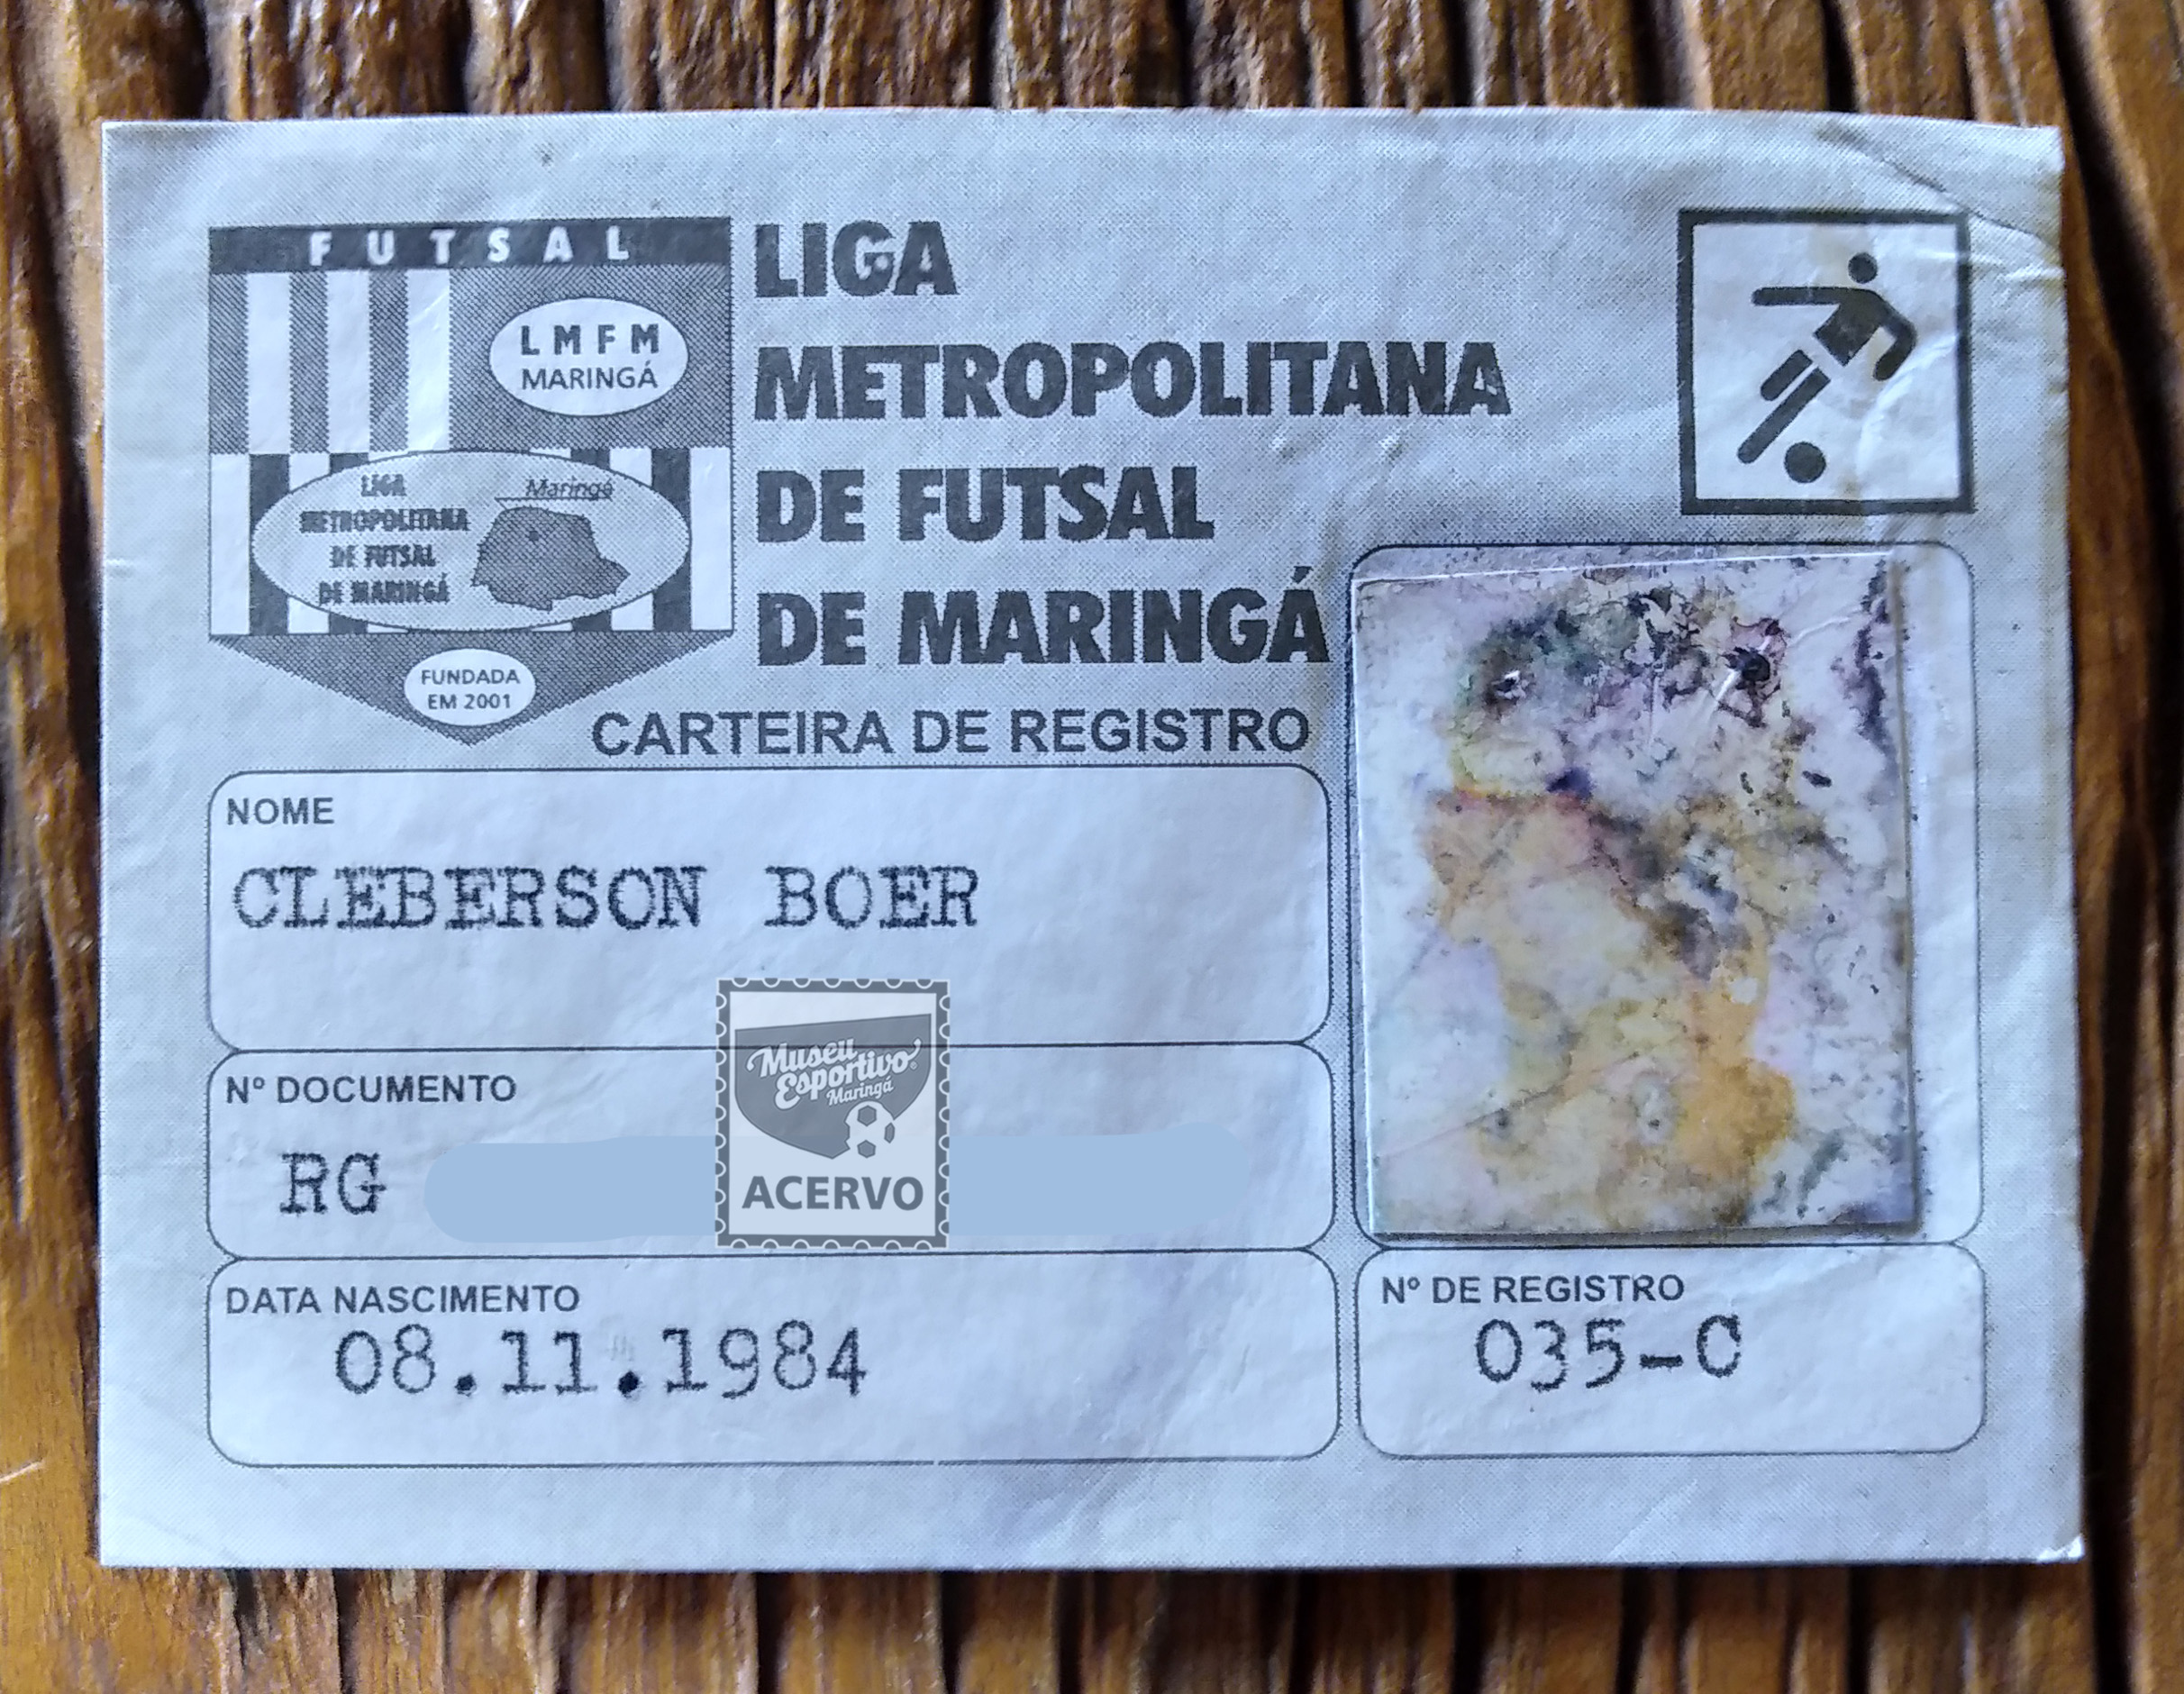 FUTSAL
LMFM
MARINGÁ
LIGA
METROPOLITANA
DE FUTSAL
DE MARINGÁ
Maringá
FUNDADA
EM 2001
LIGA
METROPOLITANA
DE FUTSAL
DE MARINGÁ
CARTEIRA DE REGISTRO
NOME
CLEBERSON BOER
Nº DOCUMENTO
RG
Museu
Esportivo
Maringá
ACERVO
DATA NASCIMENTO
08.11.1984
Nº DE REGISTRO
035-C